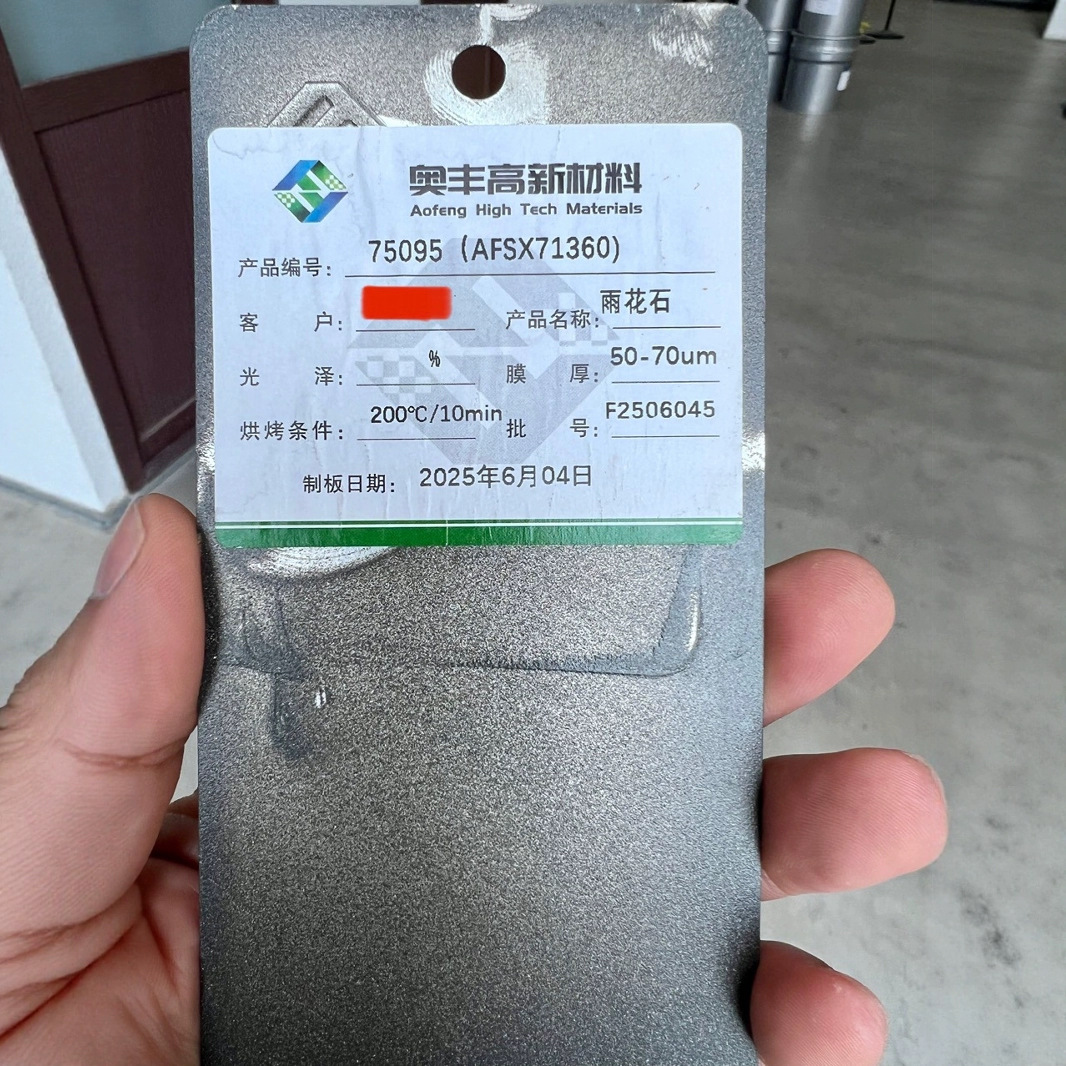 奥丰高新材料
Aofeng High Tech Materials
产品编号: 75095 (AFSX71360)
客 户: 产品名称: 雨花石
光 泽: % 膜 厚: 50-70um
烘烤条件: 200℃/10min 批 号: F2506045
制板日期: 2025年6月04日